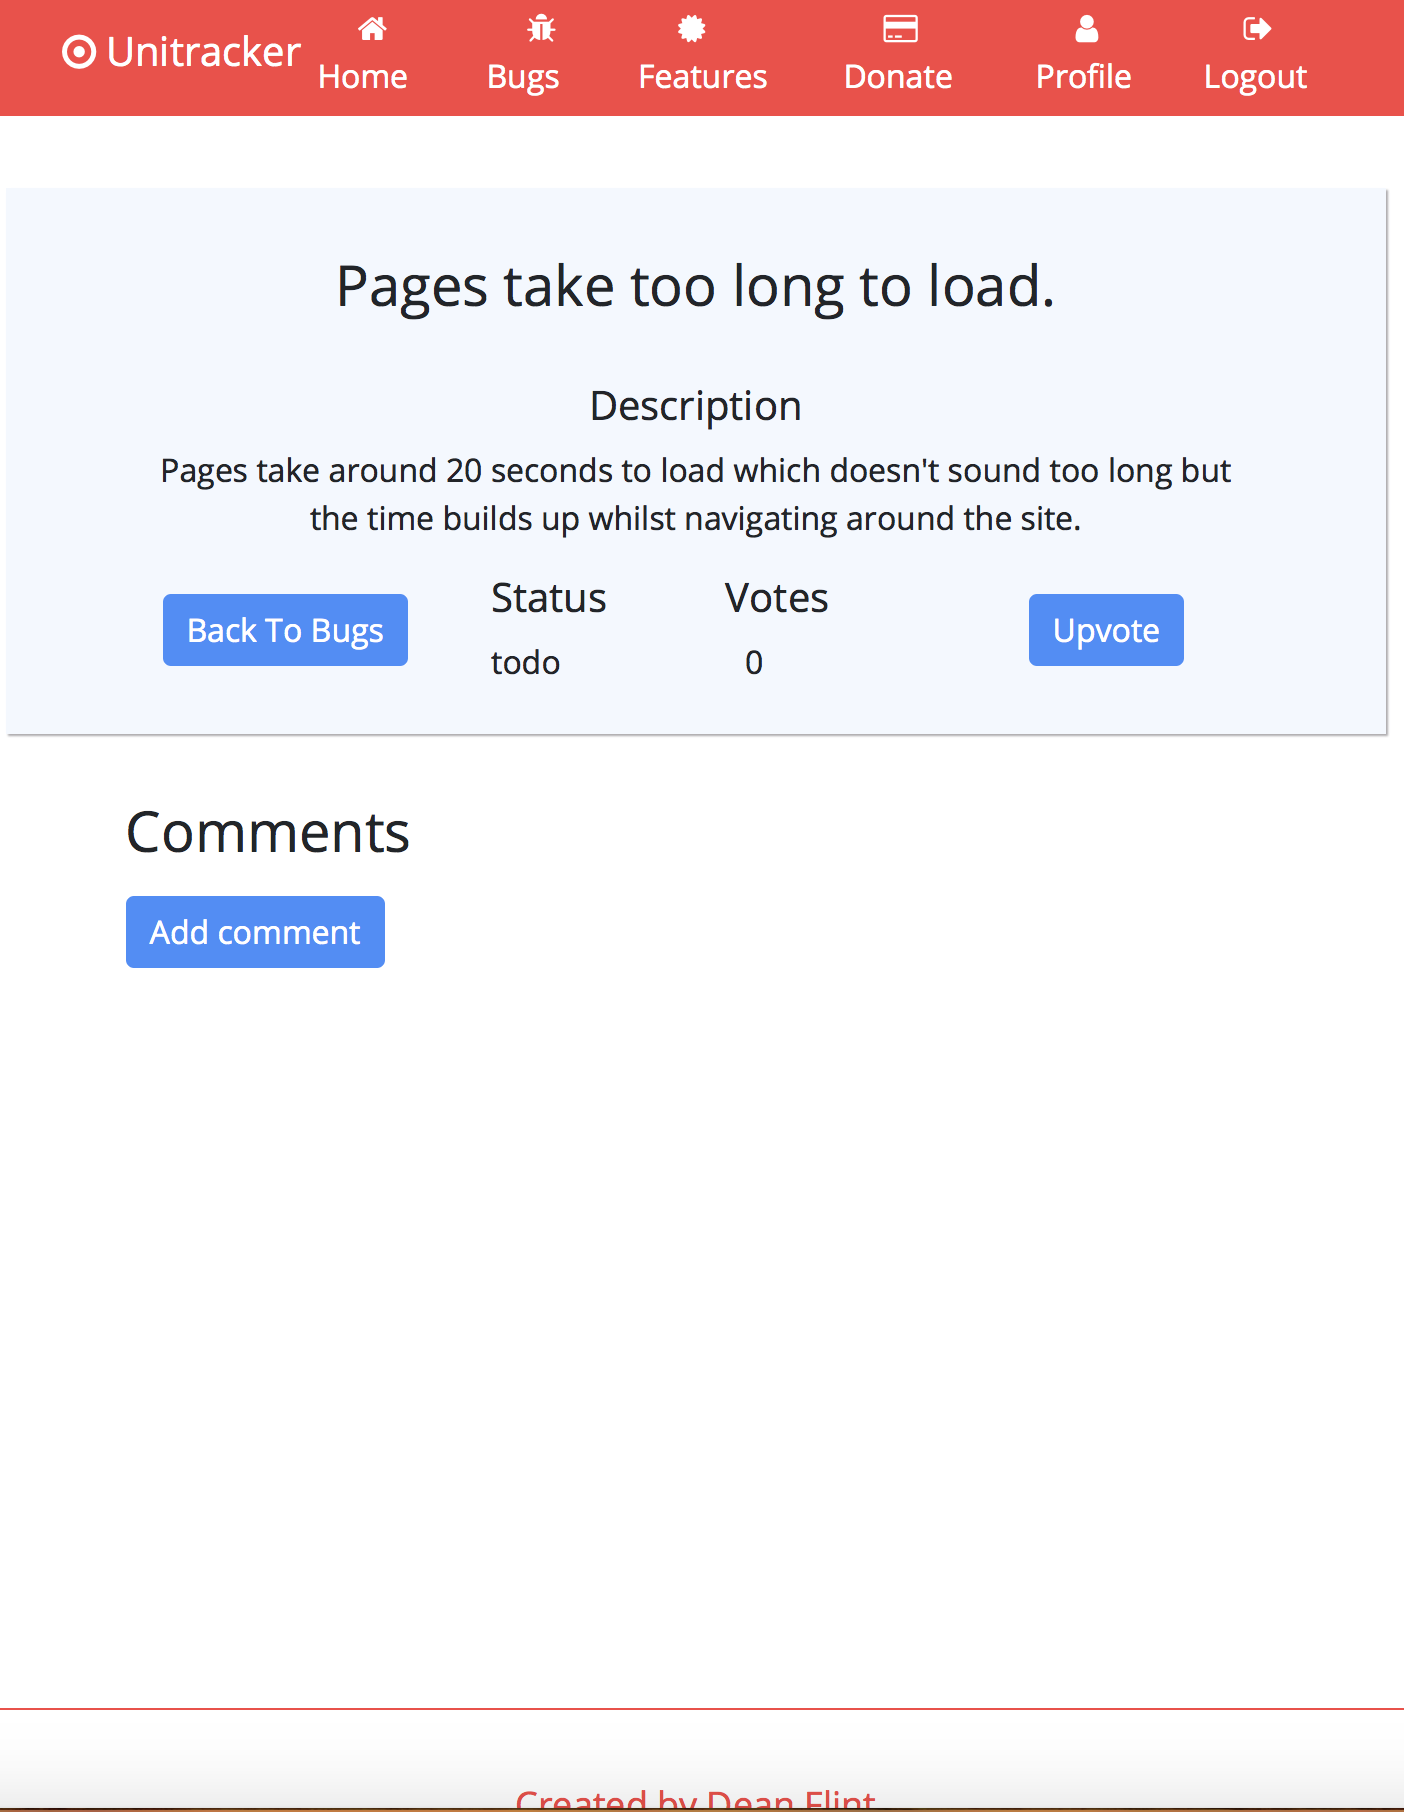 Unitracker
Home Bugs Features Donate Profile Logout
Pages take too long to load.
Description
Pages take around 20 seconds to load which doesn't sound too long but
the time builds up whilst navigating around the site.
Back To Bugs
Status
todo
Votes
0
Upvote
Comments
Add comment
Created by Dean Flint